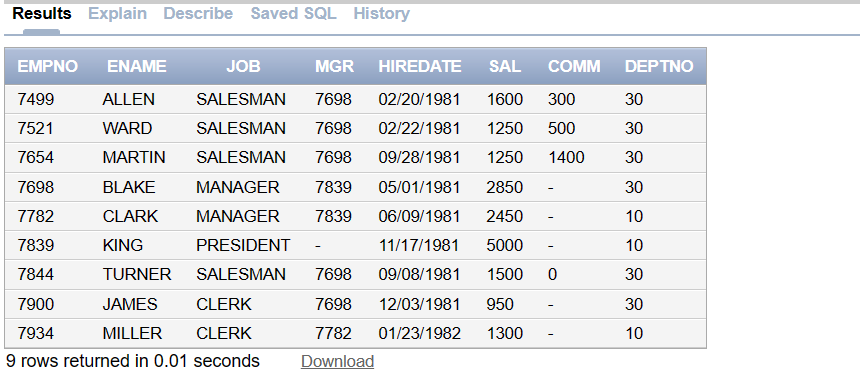 Results Explain Describe Saved SQL History
EMPNO ENAME JOB MGR HIREDATE SAL COMM DEPTNO
7499 ALLEN SALESMAN 7698 02/20/1981 1600 300 30
7521 WARD SALESMAN 7698 02/22/1981 1250 500 30
7654 MARTIN SALESMAN 7698 09/28/1981 1250 1400 30
7698 BLAKE MANAGER 7839 05/01/1981 2850 - 30
7782 CLARK MANAGER 7839 06/09/1981 2450 - 10
7839 KING PRESIDENT - 11/17/1981 5000 - 10
7844 TURNER SALESMAN 7698 09/08/1981 1500 0 30
7900 JAMES CLERK 7698 12/03/1981 950 - 30
7934 MILLER CLERK 7782 01/23/1982 1300 - 10
9 rows returned in 0.01 seconds Download